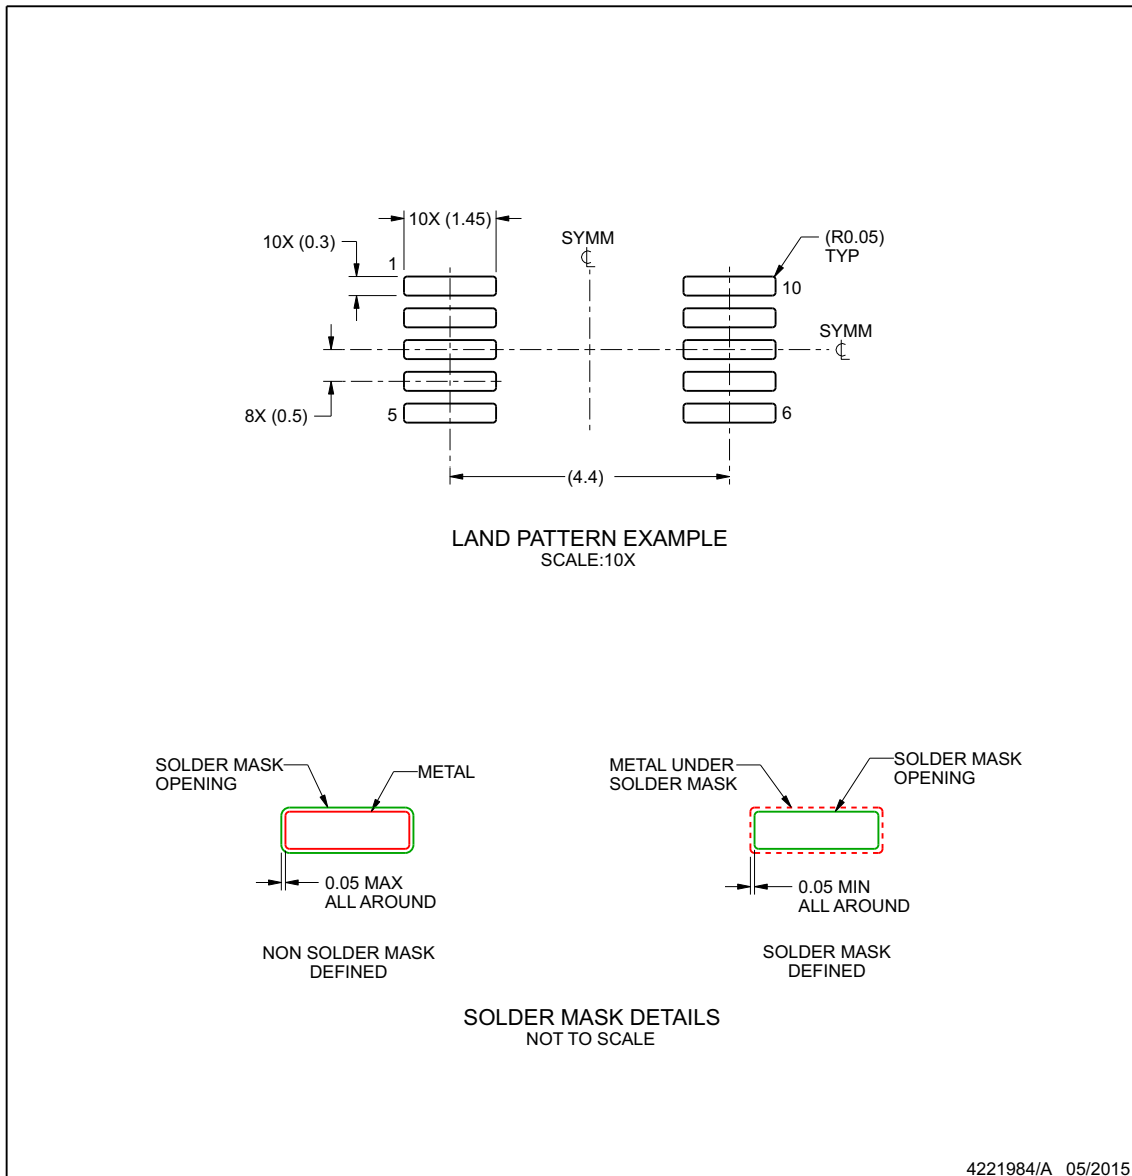 10X (1.45)
SYMM
℄
(R0.05)
TYP
10X (0.3)
1
10
SYMM
℄
8X (0.5)
5
6
(4.4)
LAND PATTERN EXAMPLE
SCALE:10X
SOLDER MASK
OPENING
METAL
METAL UNDER
SOLDER MASK
SOLDER MASK
OPENING
0.05 MAX
ALL AROUND
0.05 MIN
ALL AROUND
NON SOLDER MASK
DEFINED
SOLDER MASK
DEFINED
SOLDER MASK DETAILS
NOT TO SCALE
4221984/A 05/2015